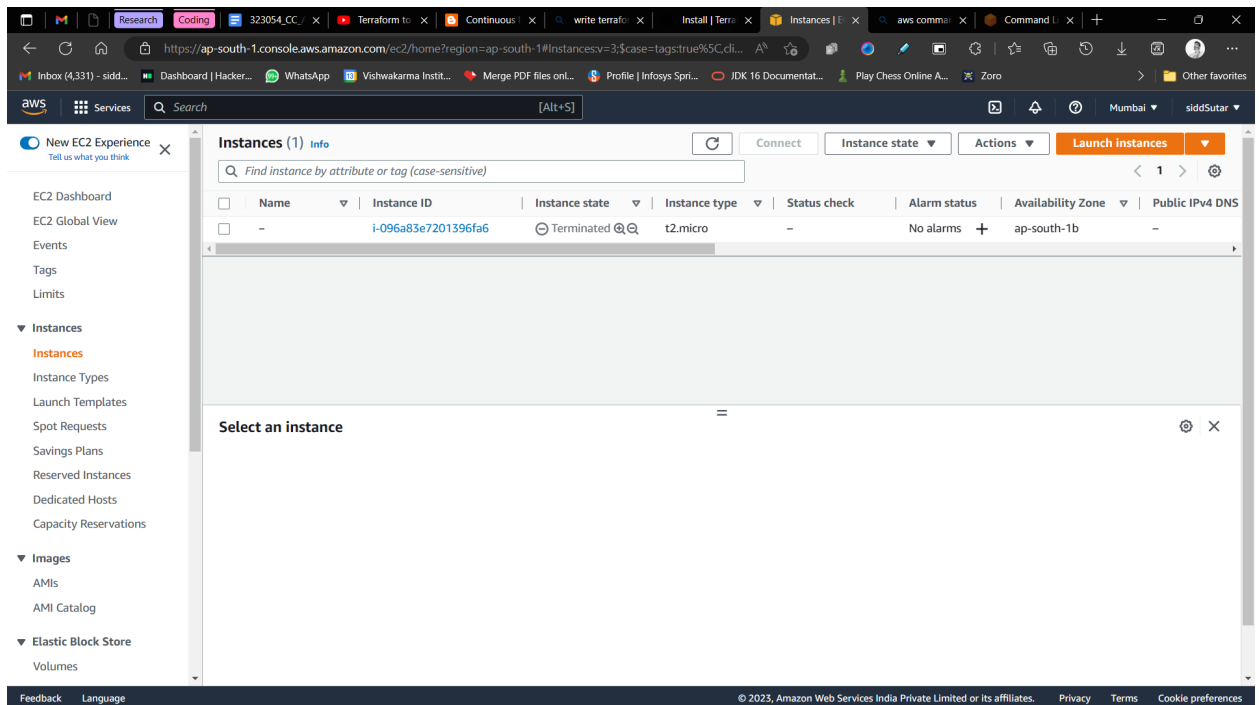 Research Coding 323054_CC_/ Terraform to Continuous I write terrafor Install | Terra Instances | E aws comman Command Li
https://ap-south-1.console.aws.amazon.com/ec2/home?region=ap-south-1#Instances:v=3;$case=tags:true%5C,cli...
Inbox (4,331) - sidd... Dashboard | Hacker... WhatsApp Vishwakarma Instit... Merge PDF files onl... Profile | Infosys Spri... JDK 16 Documentat... Play Chess Online A... Zoro Other favorites
aws Services Search [Alt+S] Mumbai siddSutar
New EC2 Experience
Tell us what you think
EC2 Dashboard
EC2 Global View
Events
Tags
Limits
Instances
Instances
Instance Types
Launch Templates
Spot Requests
Savings Plans
Reserved Instances
Dedicated Hosts
Capacity Reservations
Images
AMIs
AMI Catalog
Elastic Block Store
Volumes
Instances (1) Info Connect Instance state Actions Launch instances
Find instance by attribute or tag (case-sensitive) 1
Name Instance ID Instance state Instance type Status check Alarm status Availability Zone Public IPv4 DNS
– i-096a83e7201396fa6 Terminated t2.micro – No alarms + ap-south-1b –
Select an instance
Feedback Language © 2023, Amazon Web Services India Private Limited or its affiliates. Privacy Terms Cookie preferences